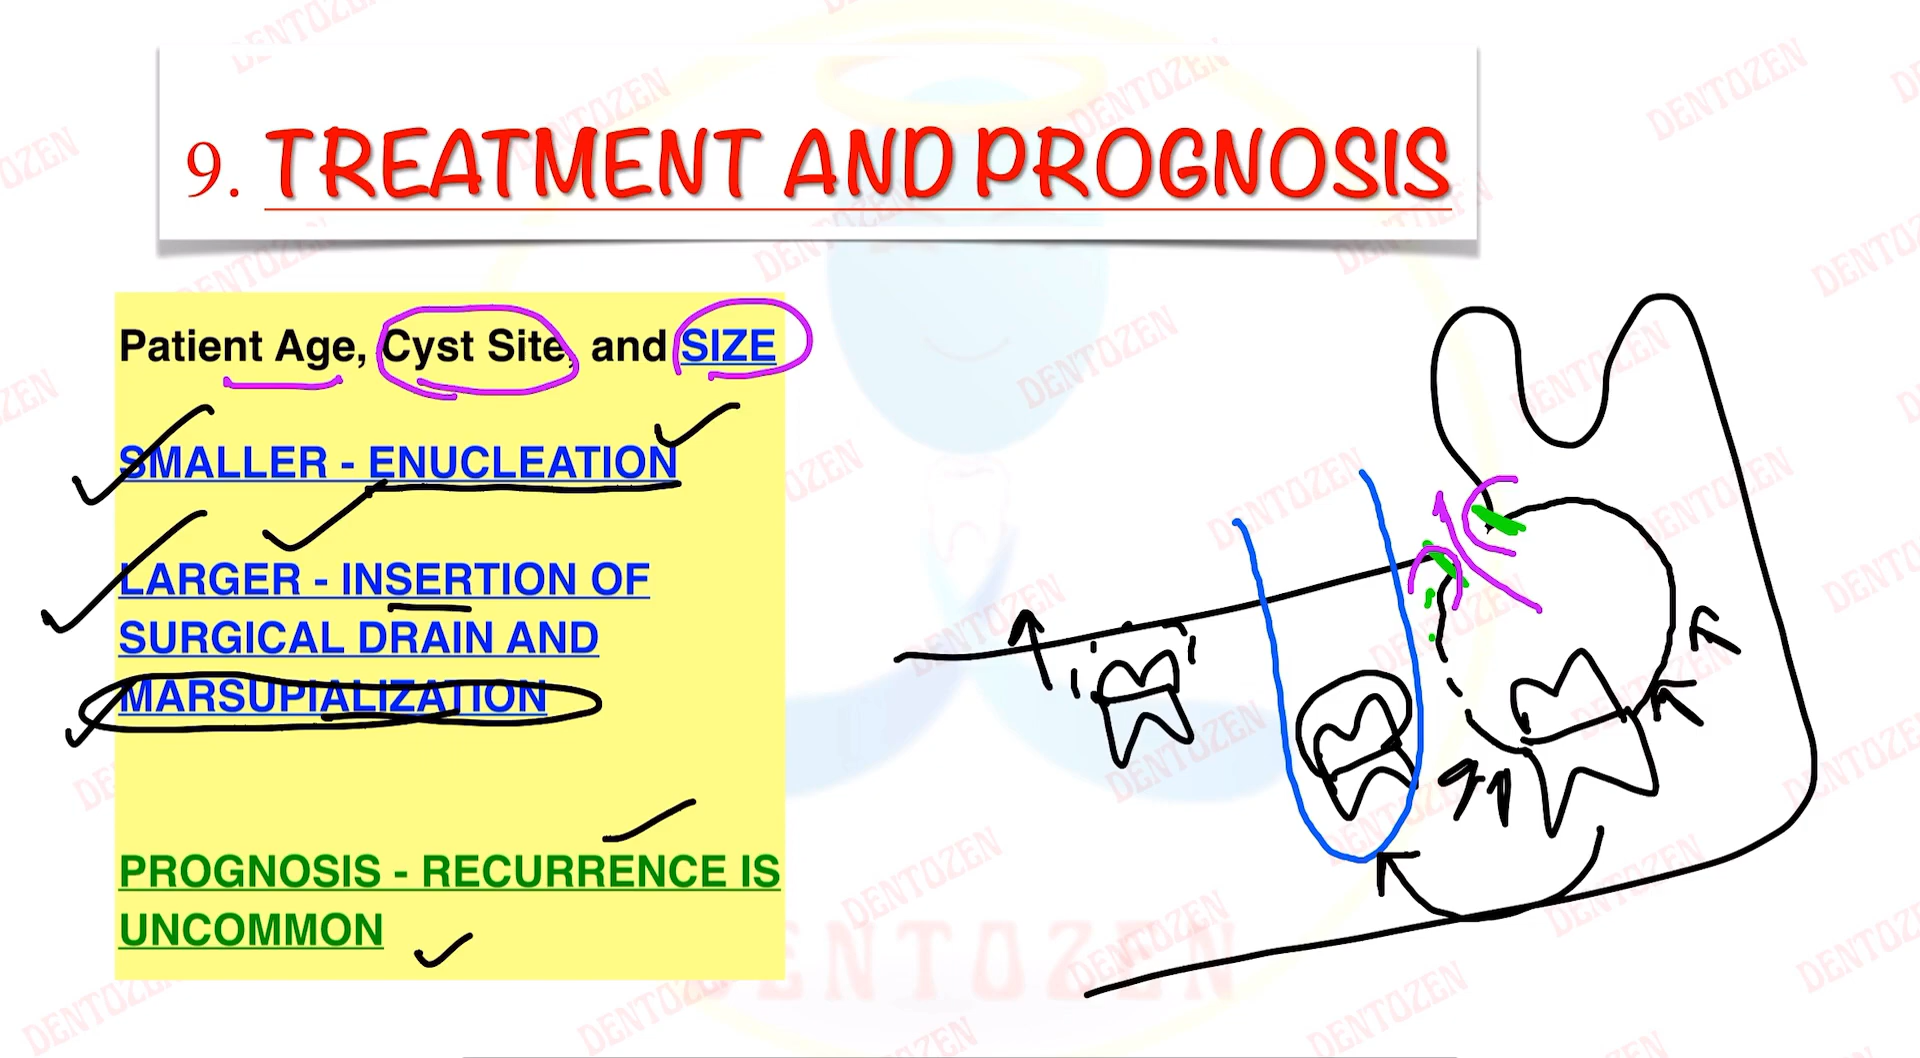 9. TREATMENT AND PROGNOSIS
Patient Age, Cyst Site, and SIZE
SMALLER - ENUCLEATION
LARGER - INSERTION OF
SURGICAL DRAIN AND
MARSUPIALIZATION
PROGNOSIS - RECURRENCE IS
UNCOMMON
DENTOZEN